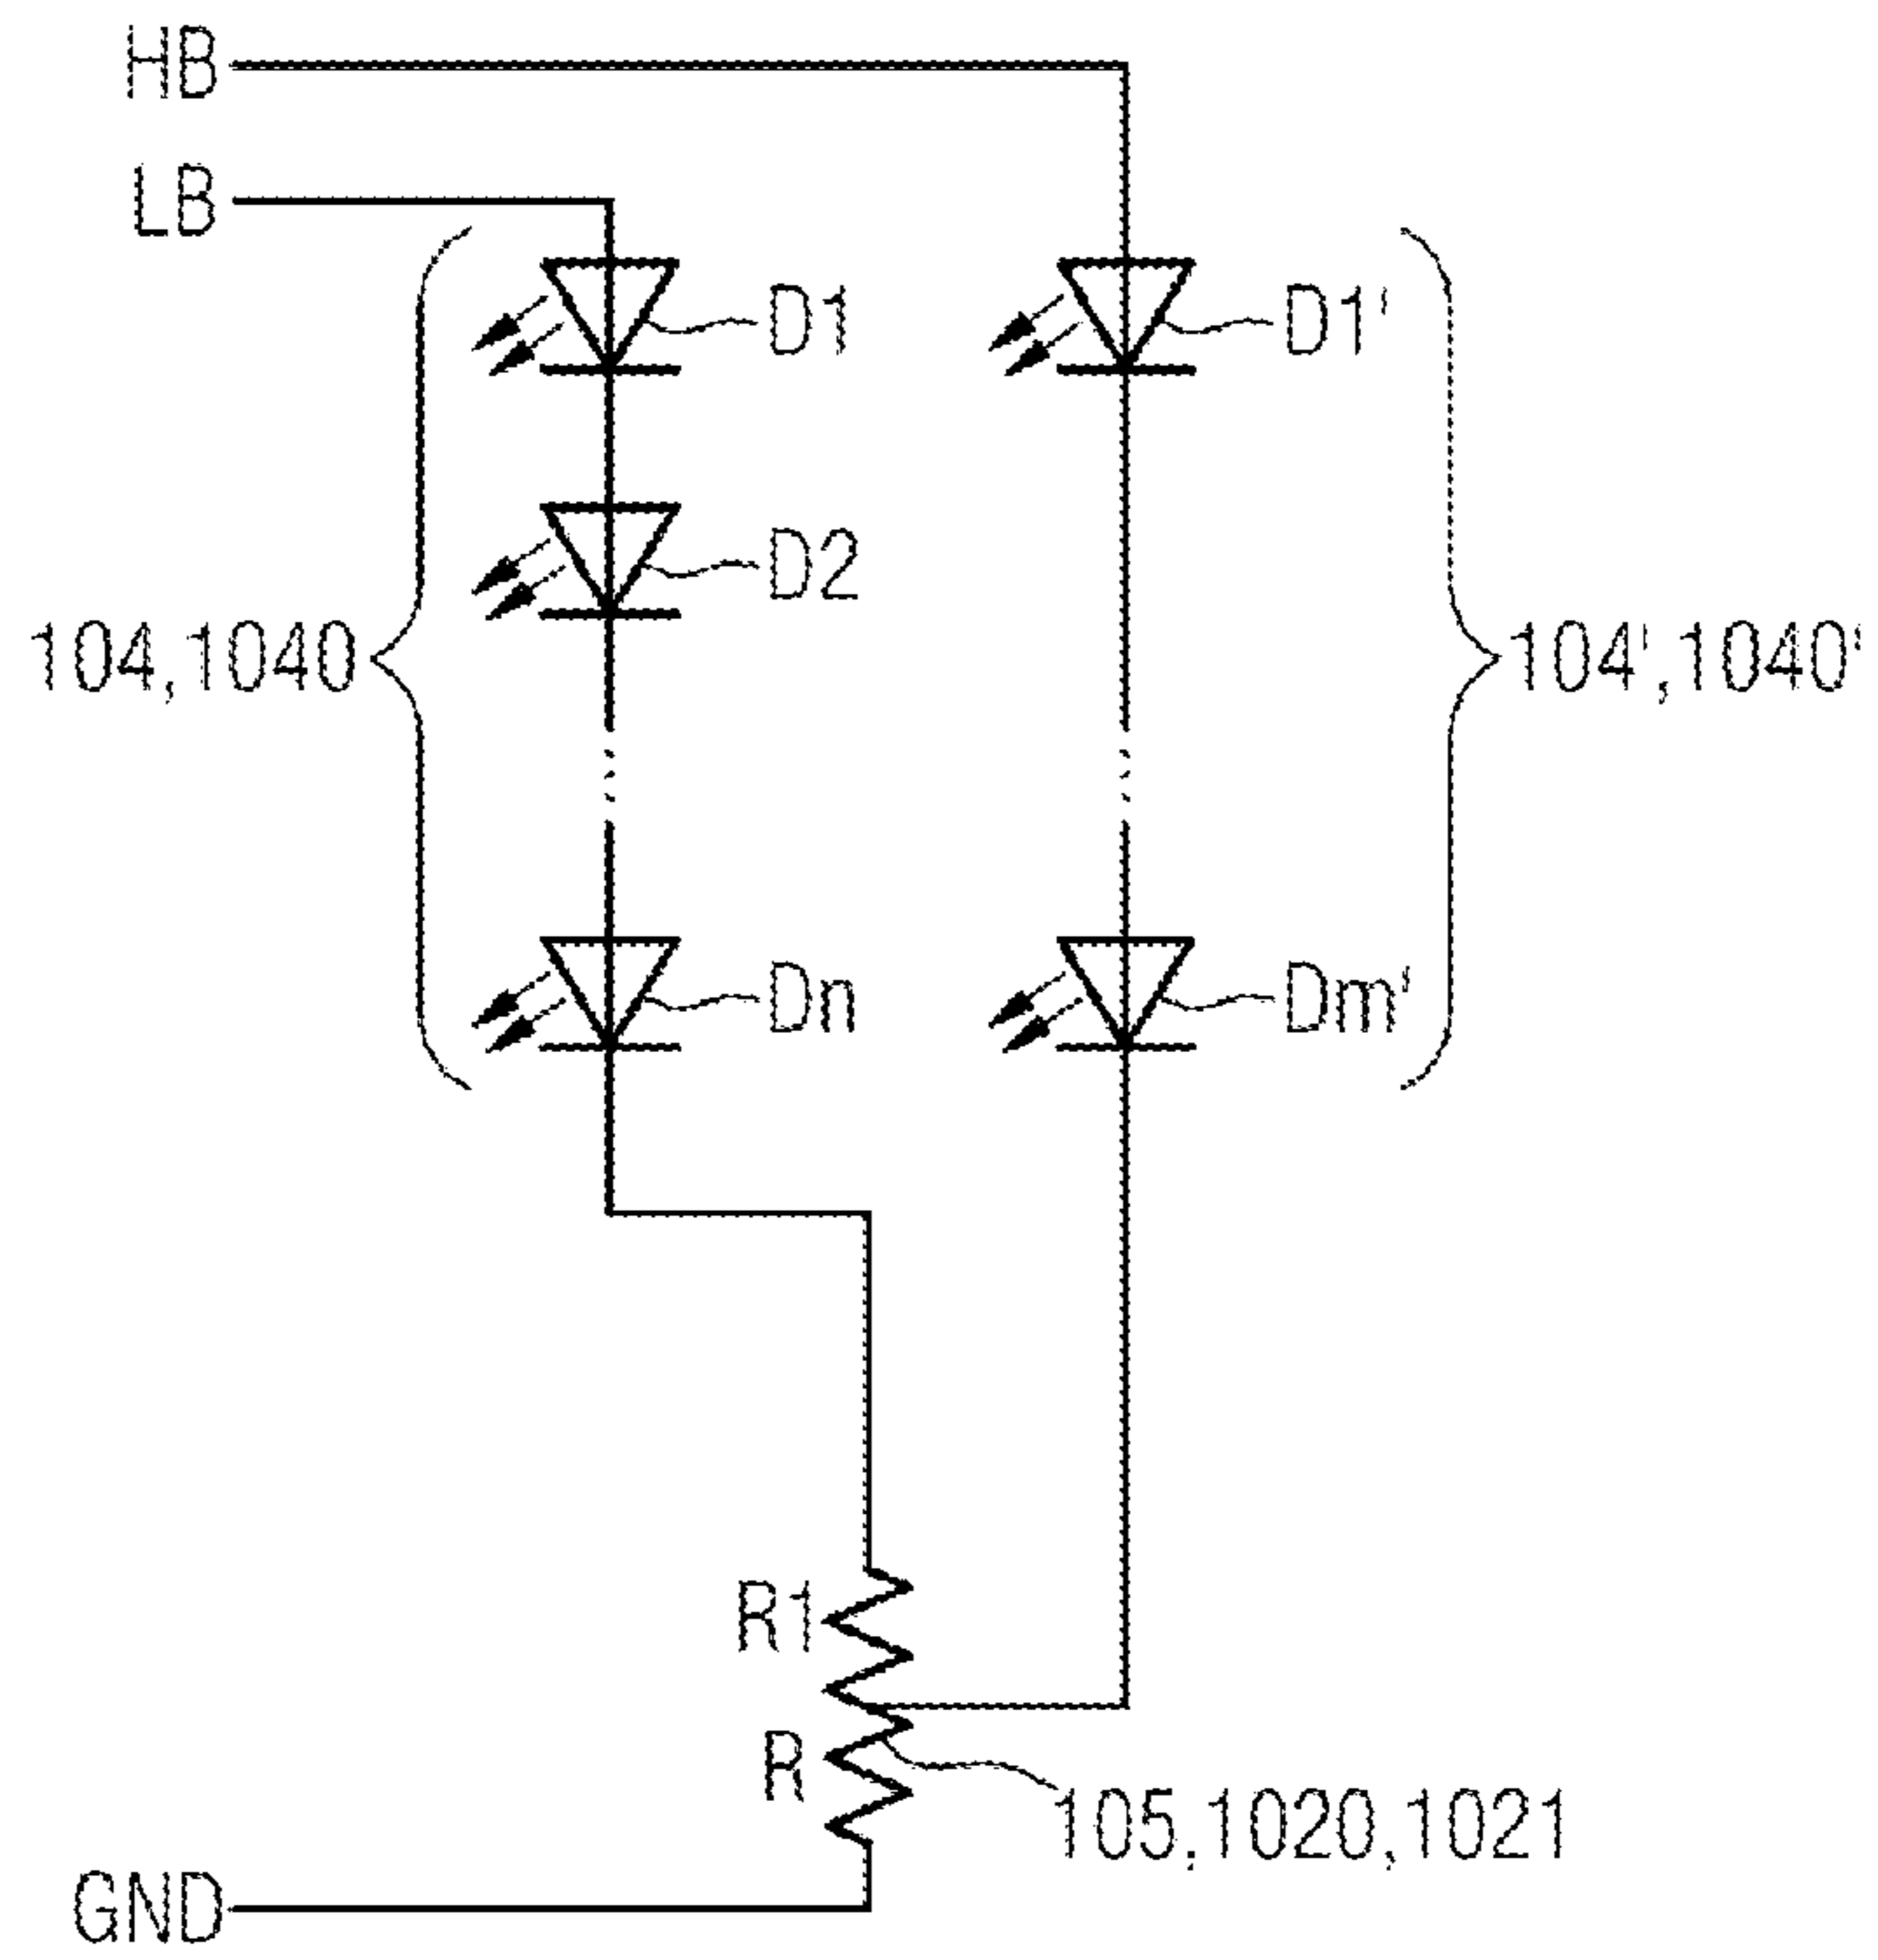 HB
LB
D1
D1'
D2
104,1040
104',1040'
Dn
Dm'
R1
R
105,1020,1021
GND